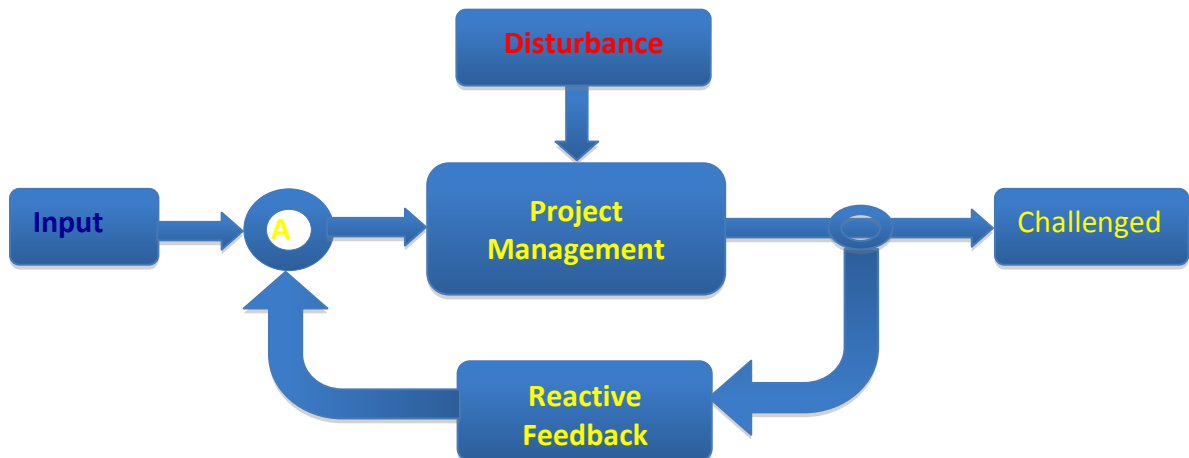 Disturbance
Input
A
Project
Management
Challenged
Reactive
Feedback